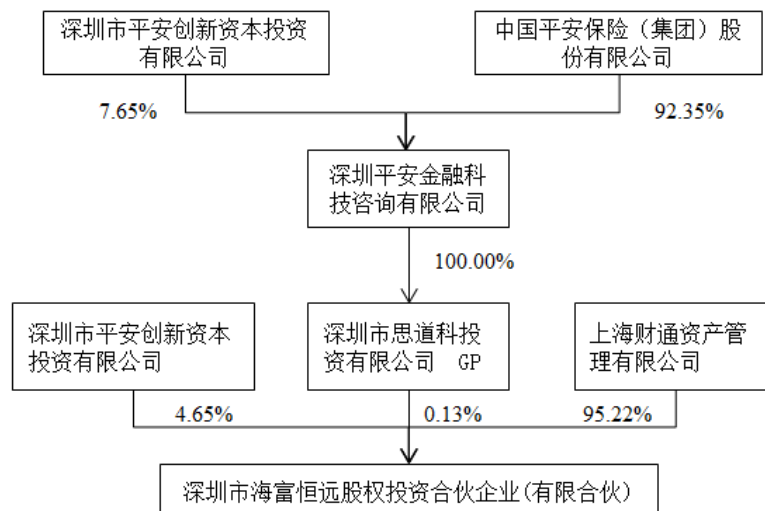 深圳市平安创新资本投资
有限公司
中国平安保险（集团）股
份有限公司
7.65%
92.35%
深圳平安金融科
技咨询有限公司
100.00%
深圳市平安创新资本
投资有限公司
深圳市思道科投
资有限公司 GP
上海财通资产管
理有限公司
4.65%
0.13%
95.22%
深圳市海富恒远股权投资合伙企业(有限合伙)